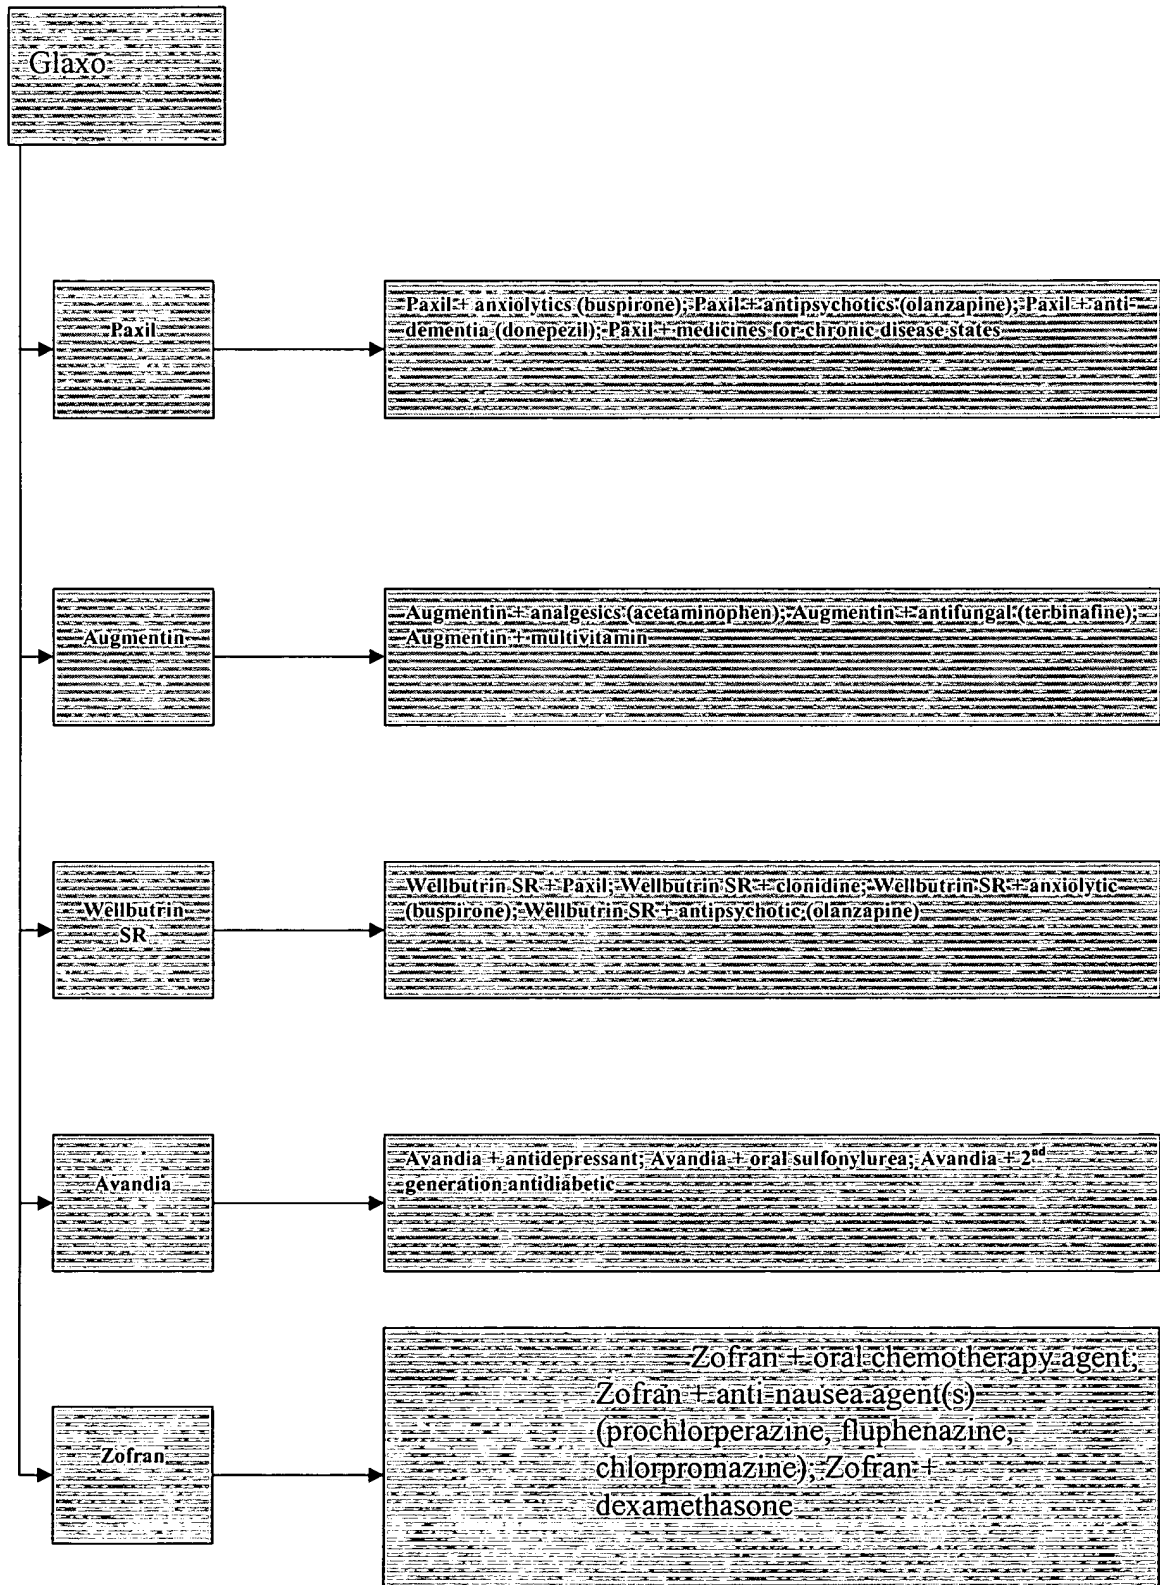 Glaxo
Paxil
Paxil + anxiolytics (buspirone); Paxil + antipsychotics (olanzapine); Paxil + anti-
dementia (donepezil); Paxil + medicines for chronic disease states
Augmentin
Augmentin + analgesics (acetaminophen); Augmentin + antifungal (terbinafine);
Augmentin + multivitamin
Wellbutrin
SR
Wellbutrin SR + Paxil; Wellbutrin SR + clonidine; Wellbutrin SR + anxiolytic
(buspirone); Wellbutrin SR + antipsychotic (olanzapine)
Avandia
Avandia + antidepressant; Avandia + oral sulfonylurea; Avandia + 2nd
generation antidiabetic
Zofran
Zofran + oral chemotherapy agent;
Zofran + anti-nausea agent(s)
(prochlorperazine, fluphenazine,
chlorpromazine); Zofran +
dexamethasone